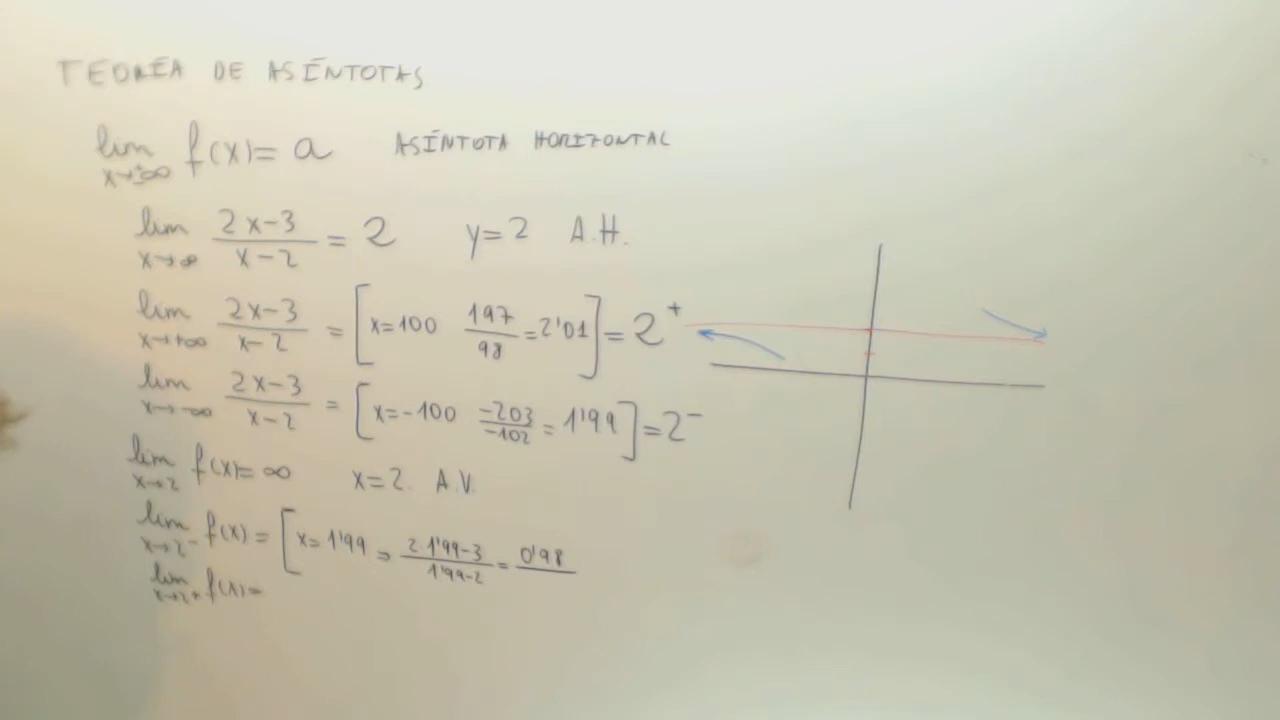 TEORÍA DE ASÍNTOTAS
lim x→±∞ f(x)= a ASÍNTOTA HORIZONTAL
lim x→∞ 2x-3/x-2 = 2 y=2 A.H.
lim x→+∞ 2x-3/x-2 = [x=100 197/98 = 2'01] = 2⁺
lim x→-∞ 2x-3/x-2 = [x=-100 -203/-102 = 1'99] = 2⁻
lim x→2 f(x)= ∞ x=2. A.V.
lim x→2⁻ f(x) = [x=1'99 ⇒ 2·1'99-3/1'99-2 = 0'98
lim x→2⁺ f(x)=